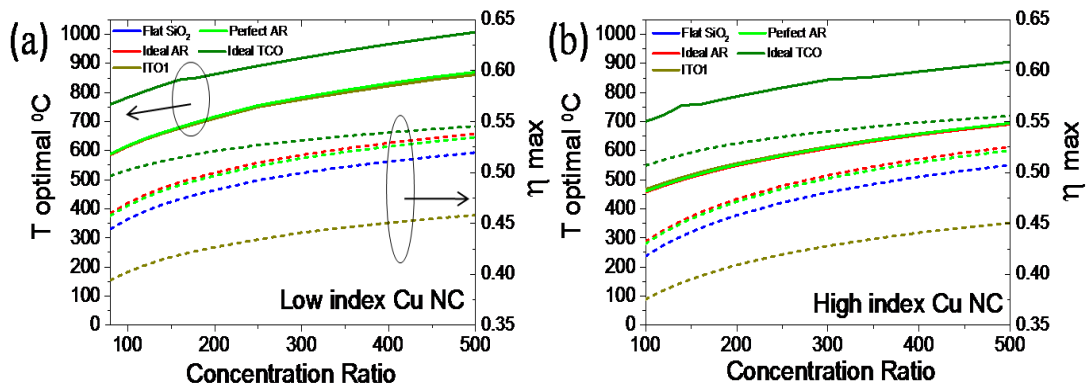 (a)
T optimal ⁰C
1000
900
800
700
600
500
400
300
200
100
0
Flat SiO₂
Perfect AR
Ideal AR
Ideal TCO
ITO1
Low index Cu NC
0.65
0.60
0.55
0.50
0.45
0.40
0.35
η max
100
200
300
400
500
Concentration Ratio
(b)
T optimal ⁰C
1000
900
800
700
600
500
400
300
200
100
0
Flat SiO₂
Perfect AR
Ideal AR
Ideal TCO
ITO1
High index Cu NC
0.65
0.60
0.55
0.50
0.45
0.40
0.35
η max
100
200
300
400
500
Concentration Ratio